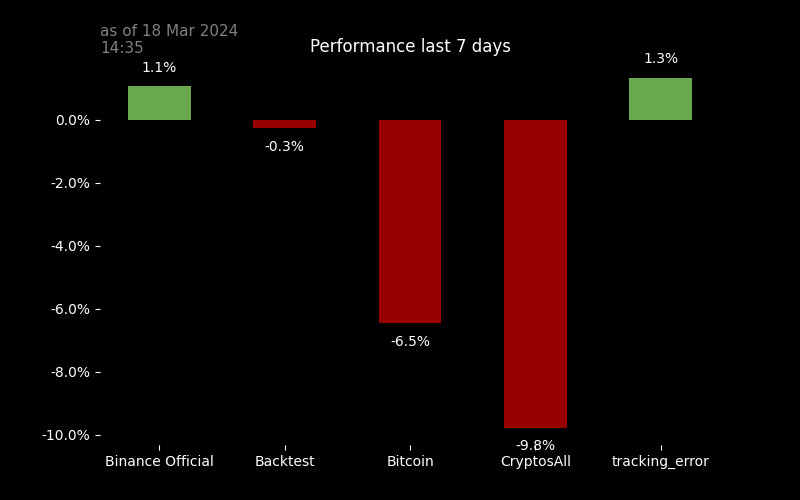 as of 18 Mar 2024
14:35
Performance last 7 days
1.1%
1.3%
0.0%
-0.3%
-2.0%
-4.0%
-6.0%
-6.5%
-8.0%
-10.0%
-9.8%
Binance Official
Backtest
Bitcoin
CryptosAll
tracking_error